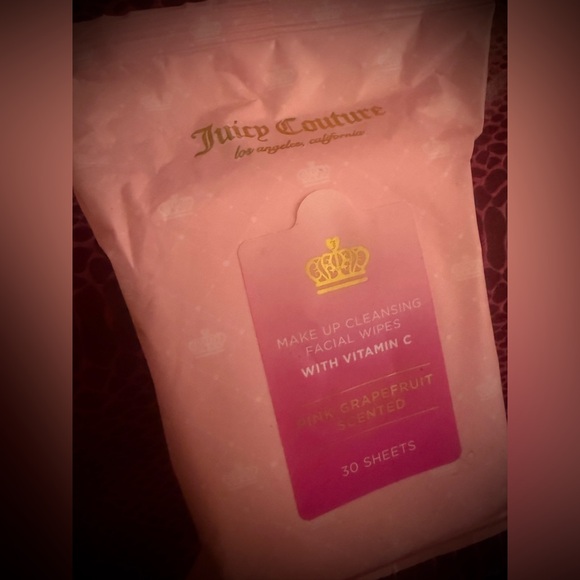 Juicy Couture
los angeles, california
MAKE UP CLEANSING
FACIAL WIPES
WITH VITAMIN C
PINK GRAPEFRUIT
SCENTED
30 SHEETS